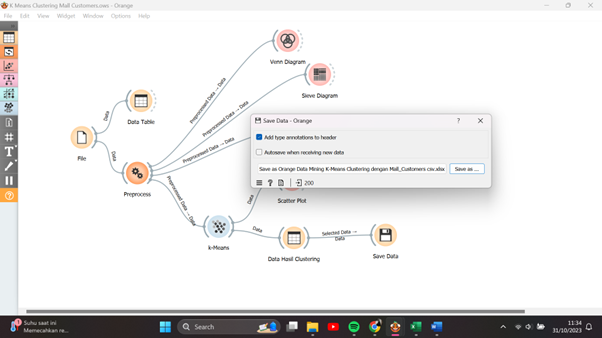 K Means Clustering Mall Customers.ows - Orange
File Edit View Widget Window Options Help
Venn Diagram
Preprocessed Data → Data
Sieve Diagram
Preprocessed Data → Data
Data Table
Data
File
Data
Preprocess
Preprocessed Data → Data
Preprocessed Data → Data
Save Data - Orange
?
Add type annotations to header
Autosave when receiving new data
Save as Orange Data Mining K-Means Clustering dengan Mall_Customers csv.xlsx
Save as ...
?
200
Scatter Plot
Data
k-Means
Data
Data Hasil Clustering
Selected Data →
Data
Save Data
1
Suhu saat ini
Memecahkan re...
Search
11:34
31/10/2023